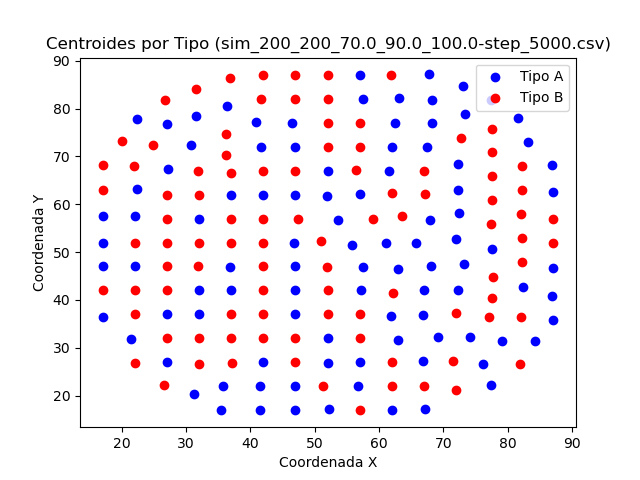 Centroides por Tipo (sim_200_200_70.0_90.0_100.0-step_5000.csv)
Tipo A
Tipo B
90
80
70
60
50
40
30
20
Coordenada Y
20 30 40 50 60 70 80 90
Coordenada X